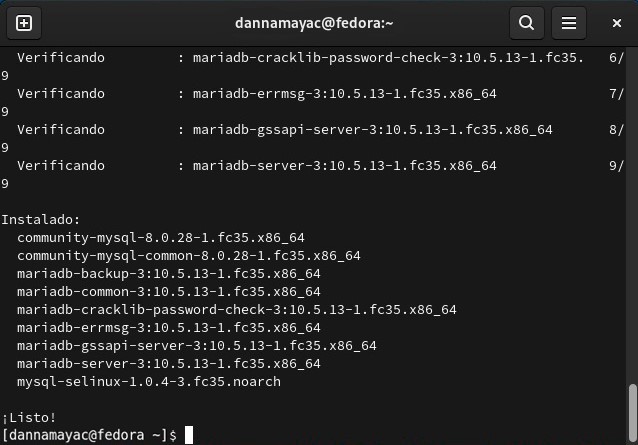 dannamayac@fedora:~
Verificando : mariadb-cracklib-password-check-3:10.5.13-1.fc35. 6/
9
Verificando : mariadb-errmsg-3:10.5.13-1.fc35.x86_64 7/
9
Verificando : mariadb-gssapi-server-3:10.5.13-1.fc35.x86_64 8/
9
Verificando : mariadb-server-3:10.5.13-1.fc35.x86_64 9/
9
Instalado:
community-mysql-8.0.28-1.fc35.x86_64
community-mysql-common-8.0.28-1.fc35.x86_64
mariadb-backup-3:10.5.13-1.fc35.x86_64
mariadb-common-3:10.5.13-1.fc35.x86_64
mariadb-cracklib-password-check-3:10.5.13-1.fc35.x86_64
mariadb-errmsg-3:10.5.13-1.fc35.x86_64
mariadb-gssapi-server-3:10.5.13-1.fc35.x86_64
mariadb-server-3:10.5.13-1.fc35.x86_64
mysql-selinux-1.0.4-3.fc35.noarch
¡Listo!
[dannamayac@fedora ~]$